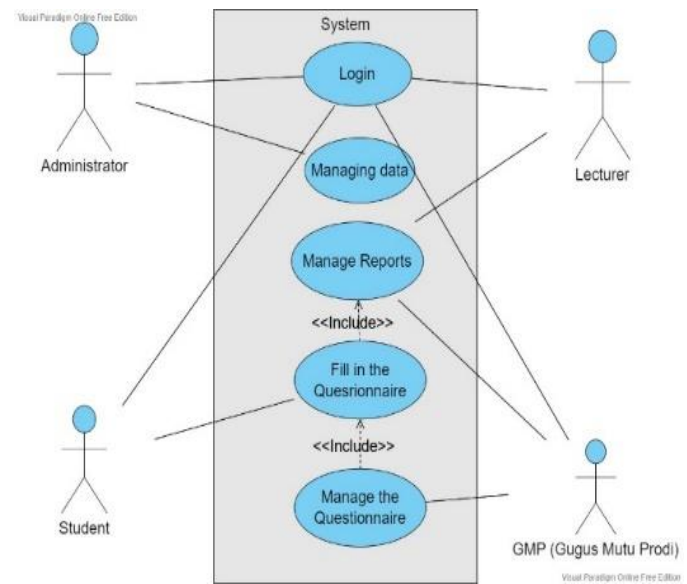 Visual Paradigm Online Free Edition
System
Login
Administrator
Lecturer
Managing data
Manage Reports
<<Include>>
Fill in the
Quesrionnaire
<<Include>>
Student
Manage the
Questionnaire
GMP (Gugus Mutu Prodi)
Visual Paradigm Online Free Edition